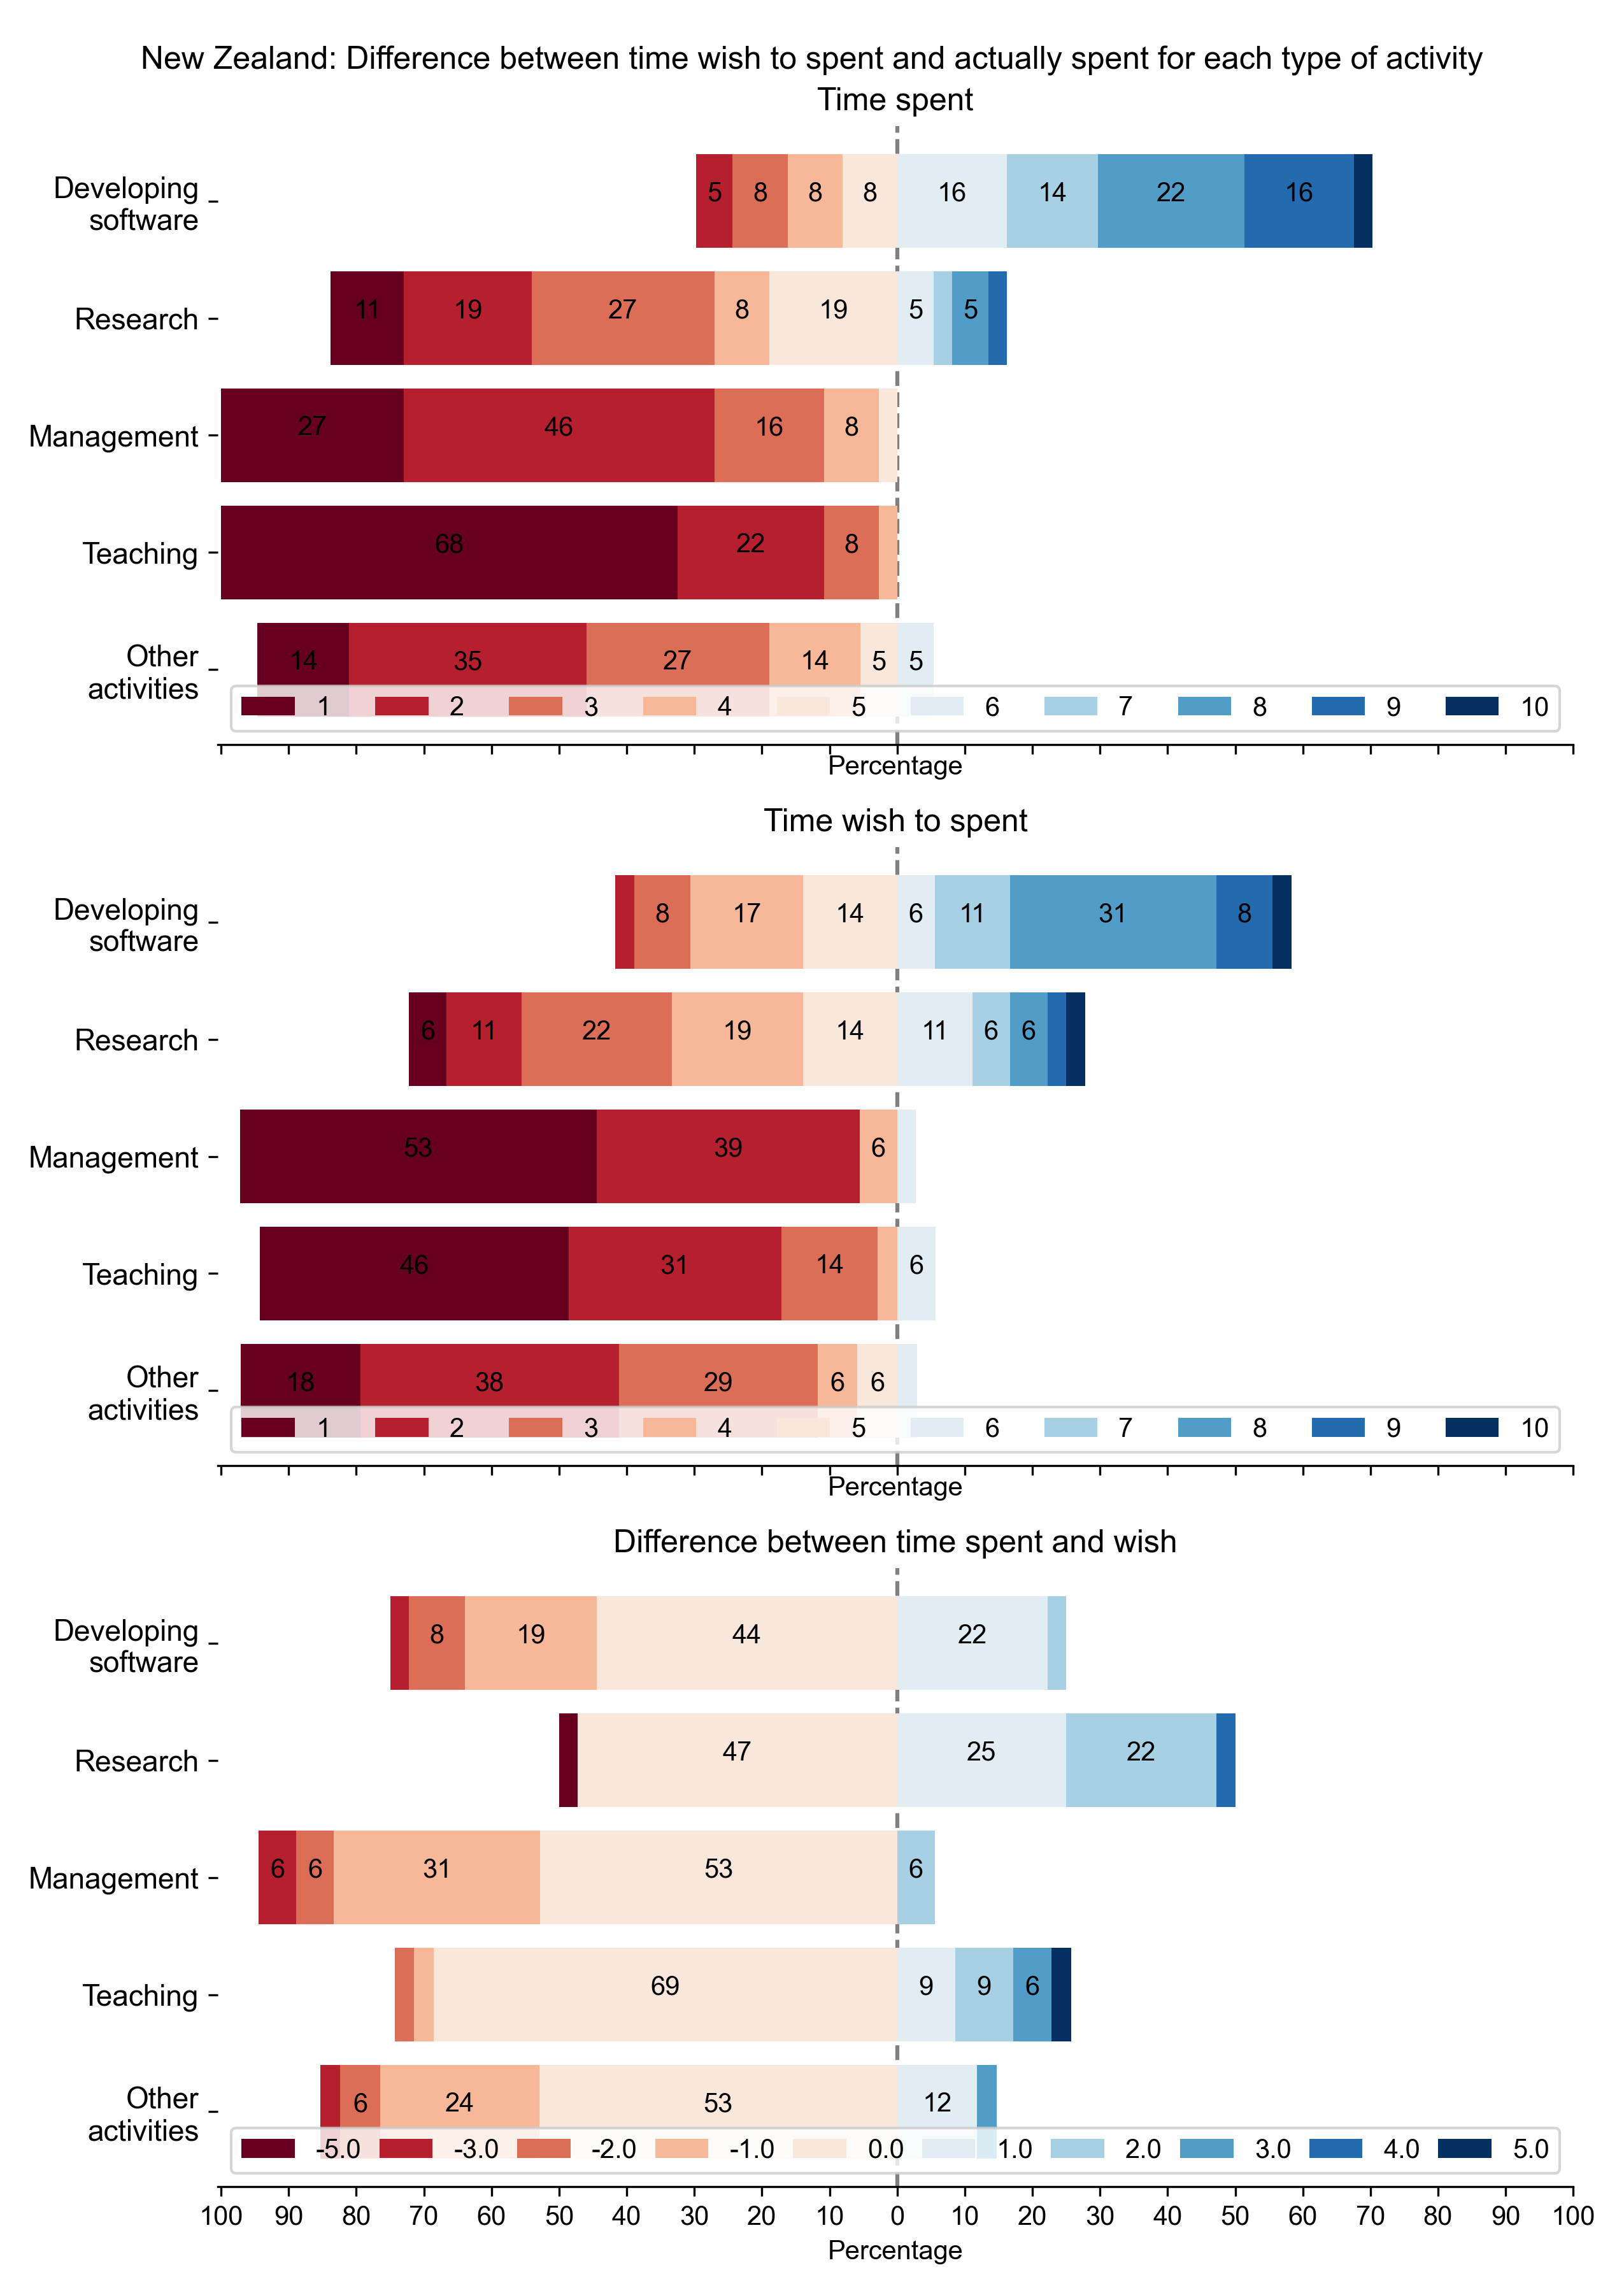 New Zealand: Difference between time wish to spent and actually spent for each type of activity
Time spent
Developing
software
5 8 8 8 16 14 22 16
Research
11 19 27 8 19 5 5
Management
27 46 16 8
Teaching
68 22 8
Other
activities
14 35 27 14 5 5
1 2 3 4 5 6 7 8 9 10
Percentage
Time wish to spent
Developing
software
8 17 14 6 11 31 8
Research
6 11 22 19 14 11 6 6
Management
53 39 6
Teaching
46 31 14 6
Other
activities
18 38 29 6 6
1 2 3 4 5 6 7 8 9 10
Percentage
Difference between time spent and wish
Developing
software
8 19 44 22
Research
47 25 22
Management
6 6 31 53 6
Teaching
69 9 9 6
Other
activities
6 24 53 12
-5.0 -3.0 -2.0 -1.0 0.0 1.0 2.0 3.0 4.0 5.0
100 90 80 70 60 50 40 30 20 10 0 10 20 30 40 50 60 70 80 90 100
Percentage